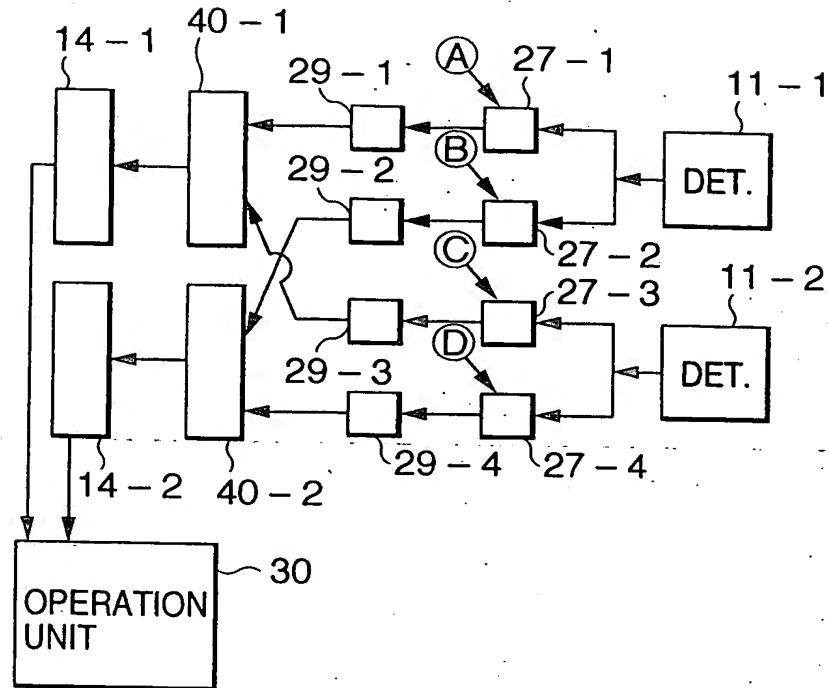 14-1
40-1
29-1
A
27-1
11-1
B
DET.
29-2
27-2
C
27-3
11-2
D
29-3
DET.
14-2
40-2
29-4
27-4
30
OPERATION
UNIT